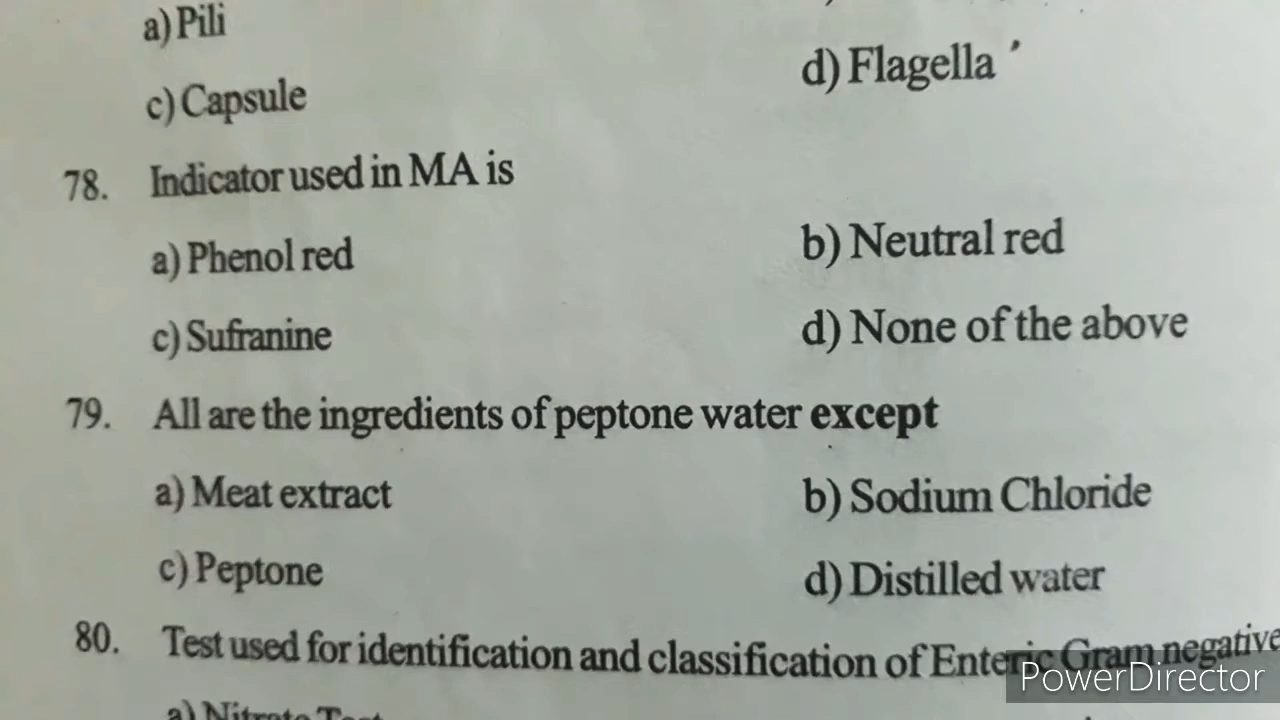 a) Pili
d) Flagella
c) Capsule
78. Indicator used in MA is
a) Phenol red
b) Neutral red
c) Sufranine
d) None of the above
79. All are the ingredients of peptone water except
a) Meat extract
b) Sodium Chloride
c) Peptone
d) Distilled water
80. Test used for identification and classification of Enteric Gram negative
a) Nitrate Test
PowerDirector